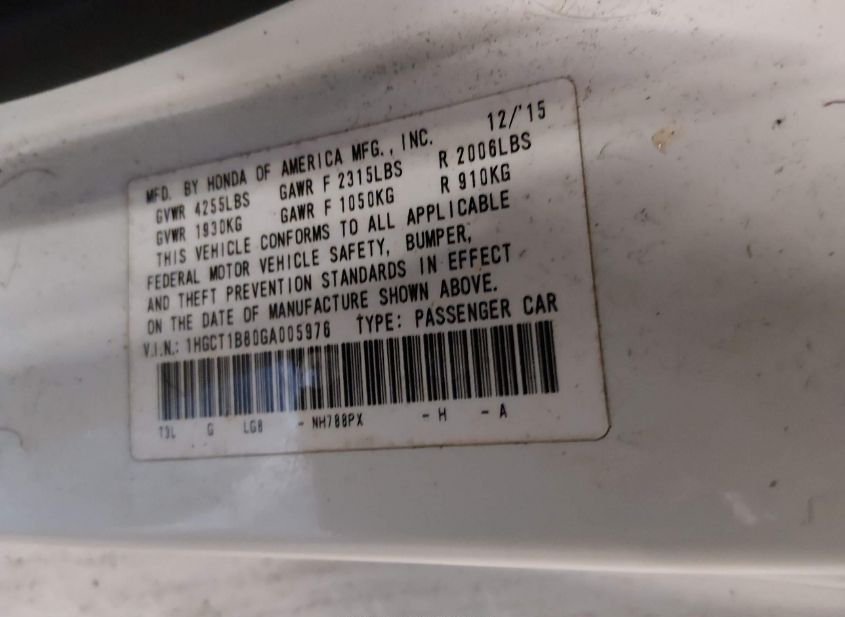 MFD. BY HONDA OF AMERICA MFG., INC. 12/'15
GVWR 4255LBS GAWR F 2315LBS R 2006LBS
GVWR 1930KG GAWR F 1050KG R 910KG
THIS VEHICLE CONFORMS TO ALL APPLICABLE
FEDERAL MOTOR VEHICLE SAFETY, BUMPER,
AND THEFT PREVENTION STANDARDS IN EFFECT
ON THE DATE OF MANUFACTURE SHOWN ABOVE.
V.I.N.: 1HGCT1B80GA005976 TYPE: PASSENGER CAR
G - NH788PX - H - A